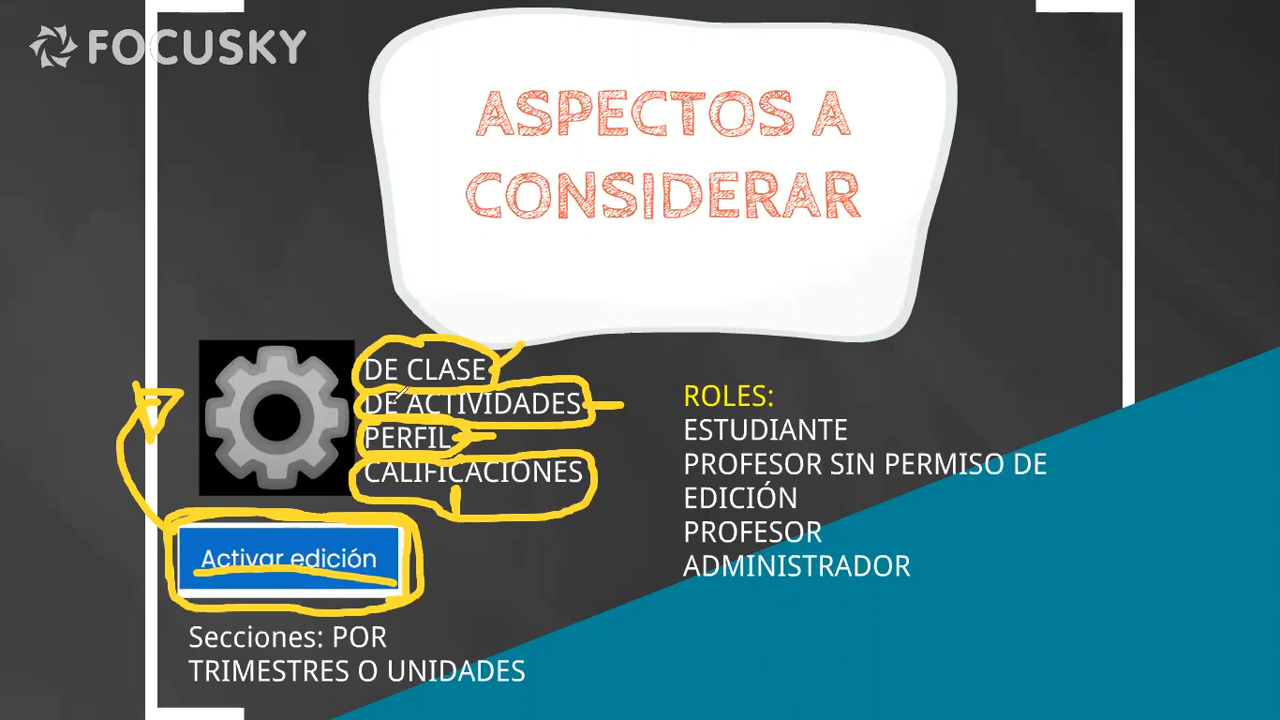 FOCUSKY
ASPECTOS A
CONSIDERAR
DE CLASE
DE ACTIVIDADES
PERFIL
CALIFICACIONES
Activar edición
Secciones: POR
TRIMESTRES O UNIDADES
ROLES:
ESTUDIANTE
PROFESOR SIN PERMISO DE
EDICIÓN
PROFESOR
ADMINISTRADOR